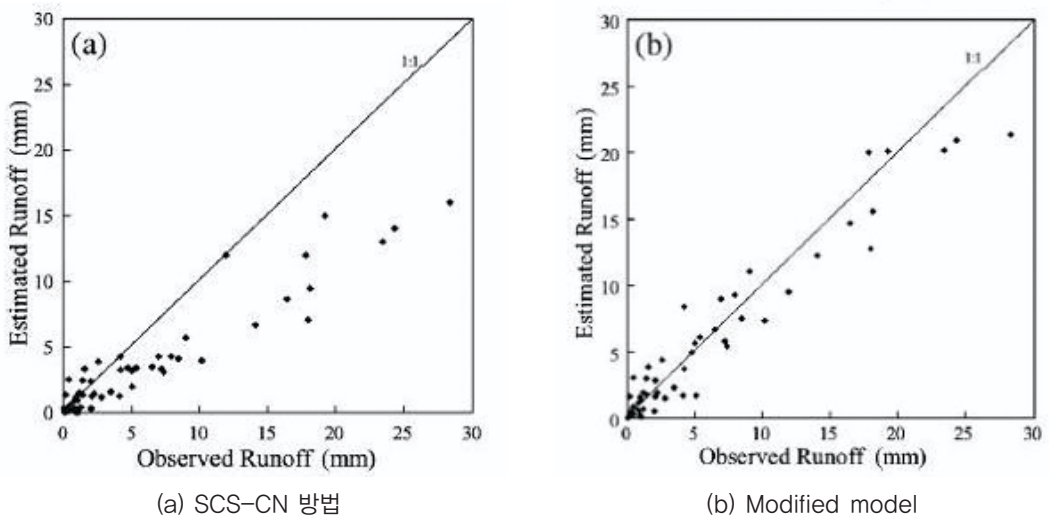 30
(a)
1:1
25
20
15
10
5
0
0 5 10 15 20 25 30
Estimated Runoff (mm)
Observed Runoff (mm)
(a) SCS-CN 방법
30
(b)
1:1
25
20
15
10
5
0
0 5 10 15 20 25 30
Estimated Runoff (mm)
Observed Runoff (mm)
(b) Modified model